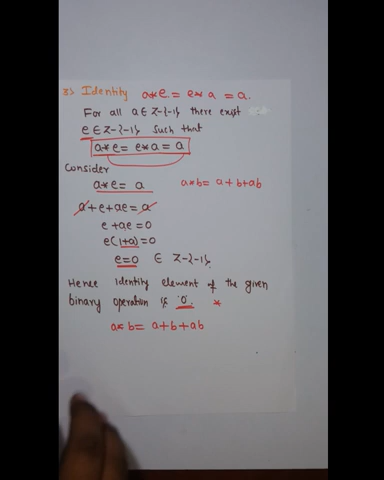 3) Identity a*e = e*a = a.
For all a ∈ Z-{-1} there exist
e ∈ Z-{-1} such that
a*e = e*a = a
Consider
a*e = a a*b = a+b+ab
a+e+ae = a
e+ae=0
e(1+a)=0
e=0 ∈ Z-{-1}.
Hence Identity element of the given
binary operation is '0'. *
a*b= a+b+ab